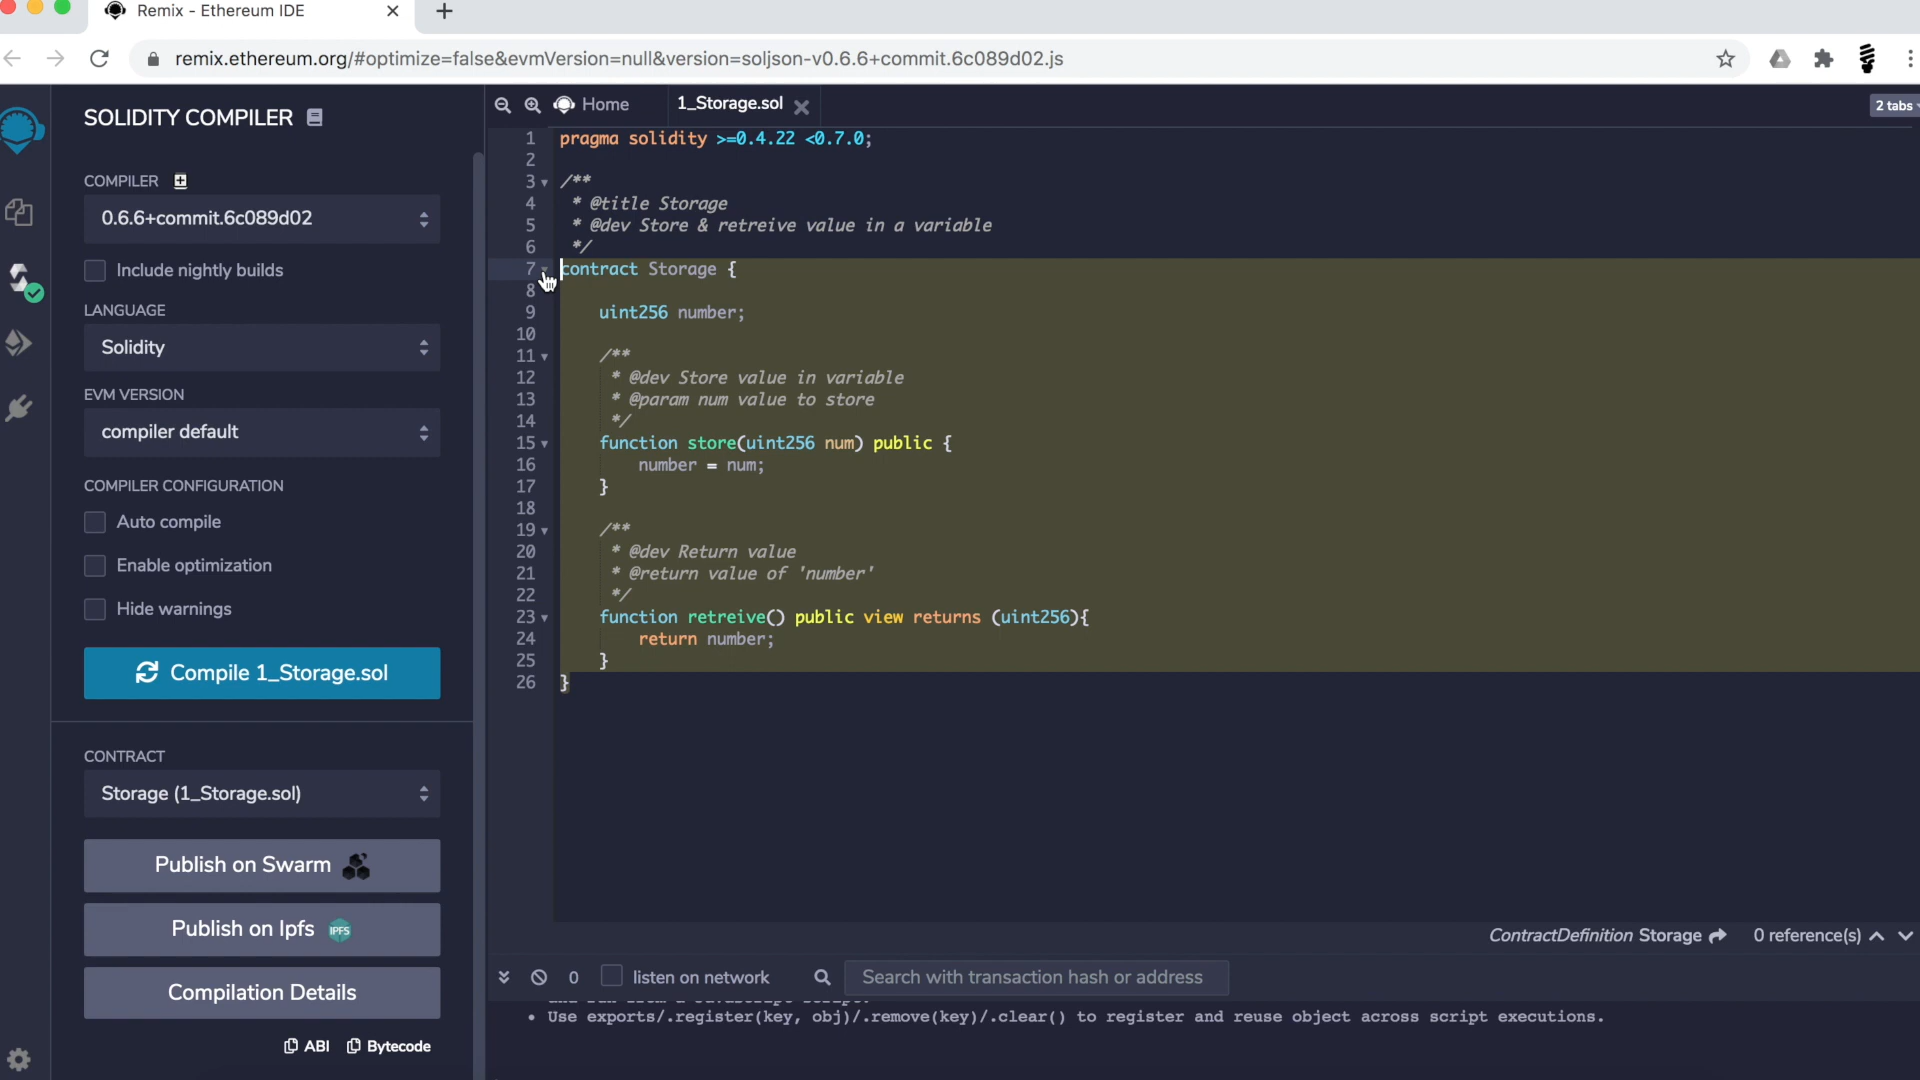 Remix - Ethereum IDE
remix.ethereum.org/#optimize=false&evmVersion=null&version=soljson-v0.6.6+commit.6c089d02.js
SOLIDITY COMPILER
COMPILER
0.6.6+commit.6c089d02
Include nightly builds
LANGUAGE
Solidity
EVM VERSION
compiler default
COMPILER CONFIGURATION
Auto compile
Enable optimization
Hide warnings
Compile 1_Storage.sol
CONTRACT
Storage (1_Storage.sol)
Publish on Swarm
Publish on Ipfs IPFS
Compilation Details
ABI Bytecode
Home 1_Storage.sol 2 tabs
1 pragma solidity >=0.4.22 <0.7.0;
2
3 /**
4 * @title Storage
5 * @dev Store & retreive value in a variable
6 */
7 contract Storage {
8
9 uint256 number;
10
11 /**
12 * @dev Store value in variable
13 * @param num value to store
14 */
15 function store(uint256 num) public {
16 number = num;
17 }
18
19 /**
20 * @dev Return value
21 * @return value of 'number'
22 */
23 function retreive() public view returns (uint256){
24 return number;
25 }
26 }
ContractDefinition Storage 0 reference(s)
0 listen on network Search with transaction hash or address
• Use exports/.register(key, obj)/.remove(key)/.clear() to register and reuse object across script executions.